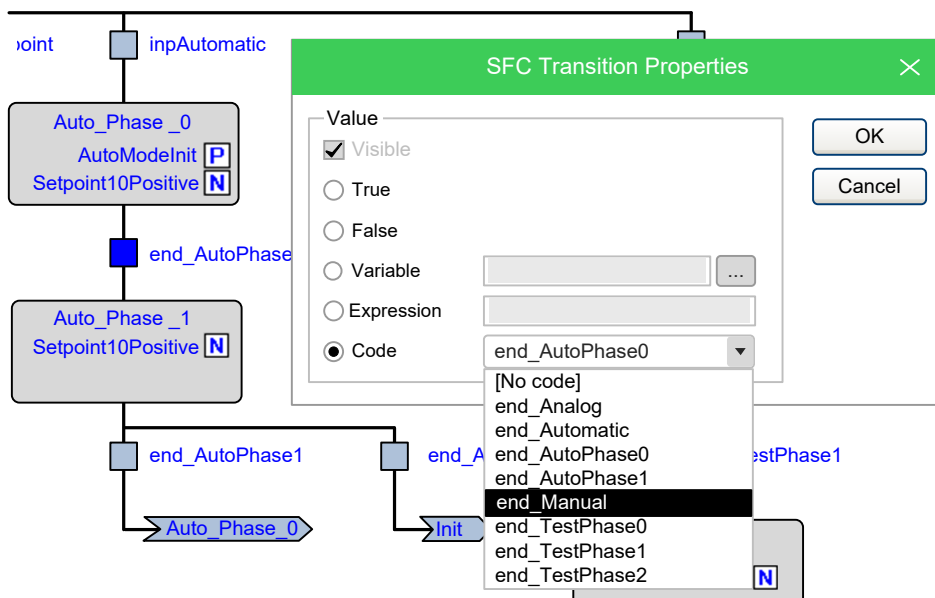 point
inpAutomatic
SFC Transition Properties
Auto_Phase _0
AutoModeInit P
Setpoint10Positive N
end_AutoPhase
Auto_Phase _1
Setpoint10Positive N
end_AutoPhase1
Auto_Phase_0
end_A
Init
estPhase1
N
Value
Visible
True
False
Variable
...
Expression
Code
end_AutoPhase0
[No code]
end_Analog
end_Automatic
end_AutoPhase0
end_AutoPhase1
end_Manual
end_TestPhase0
end_TestPhase1
end_TestPhase2
OK
Cancel